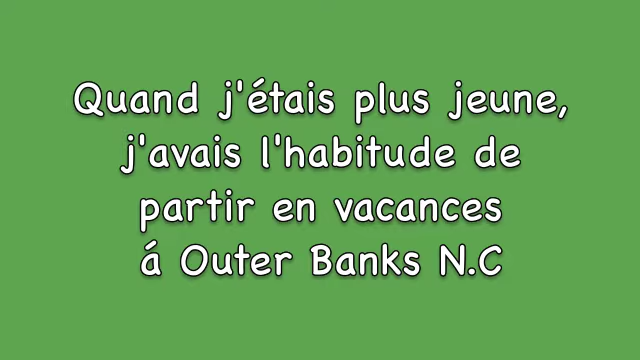 Quand j'étais plus jeune,
j'avais l'habitude de
partir en vacances
á Outer Banks N.C